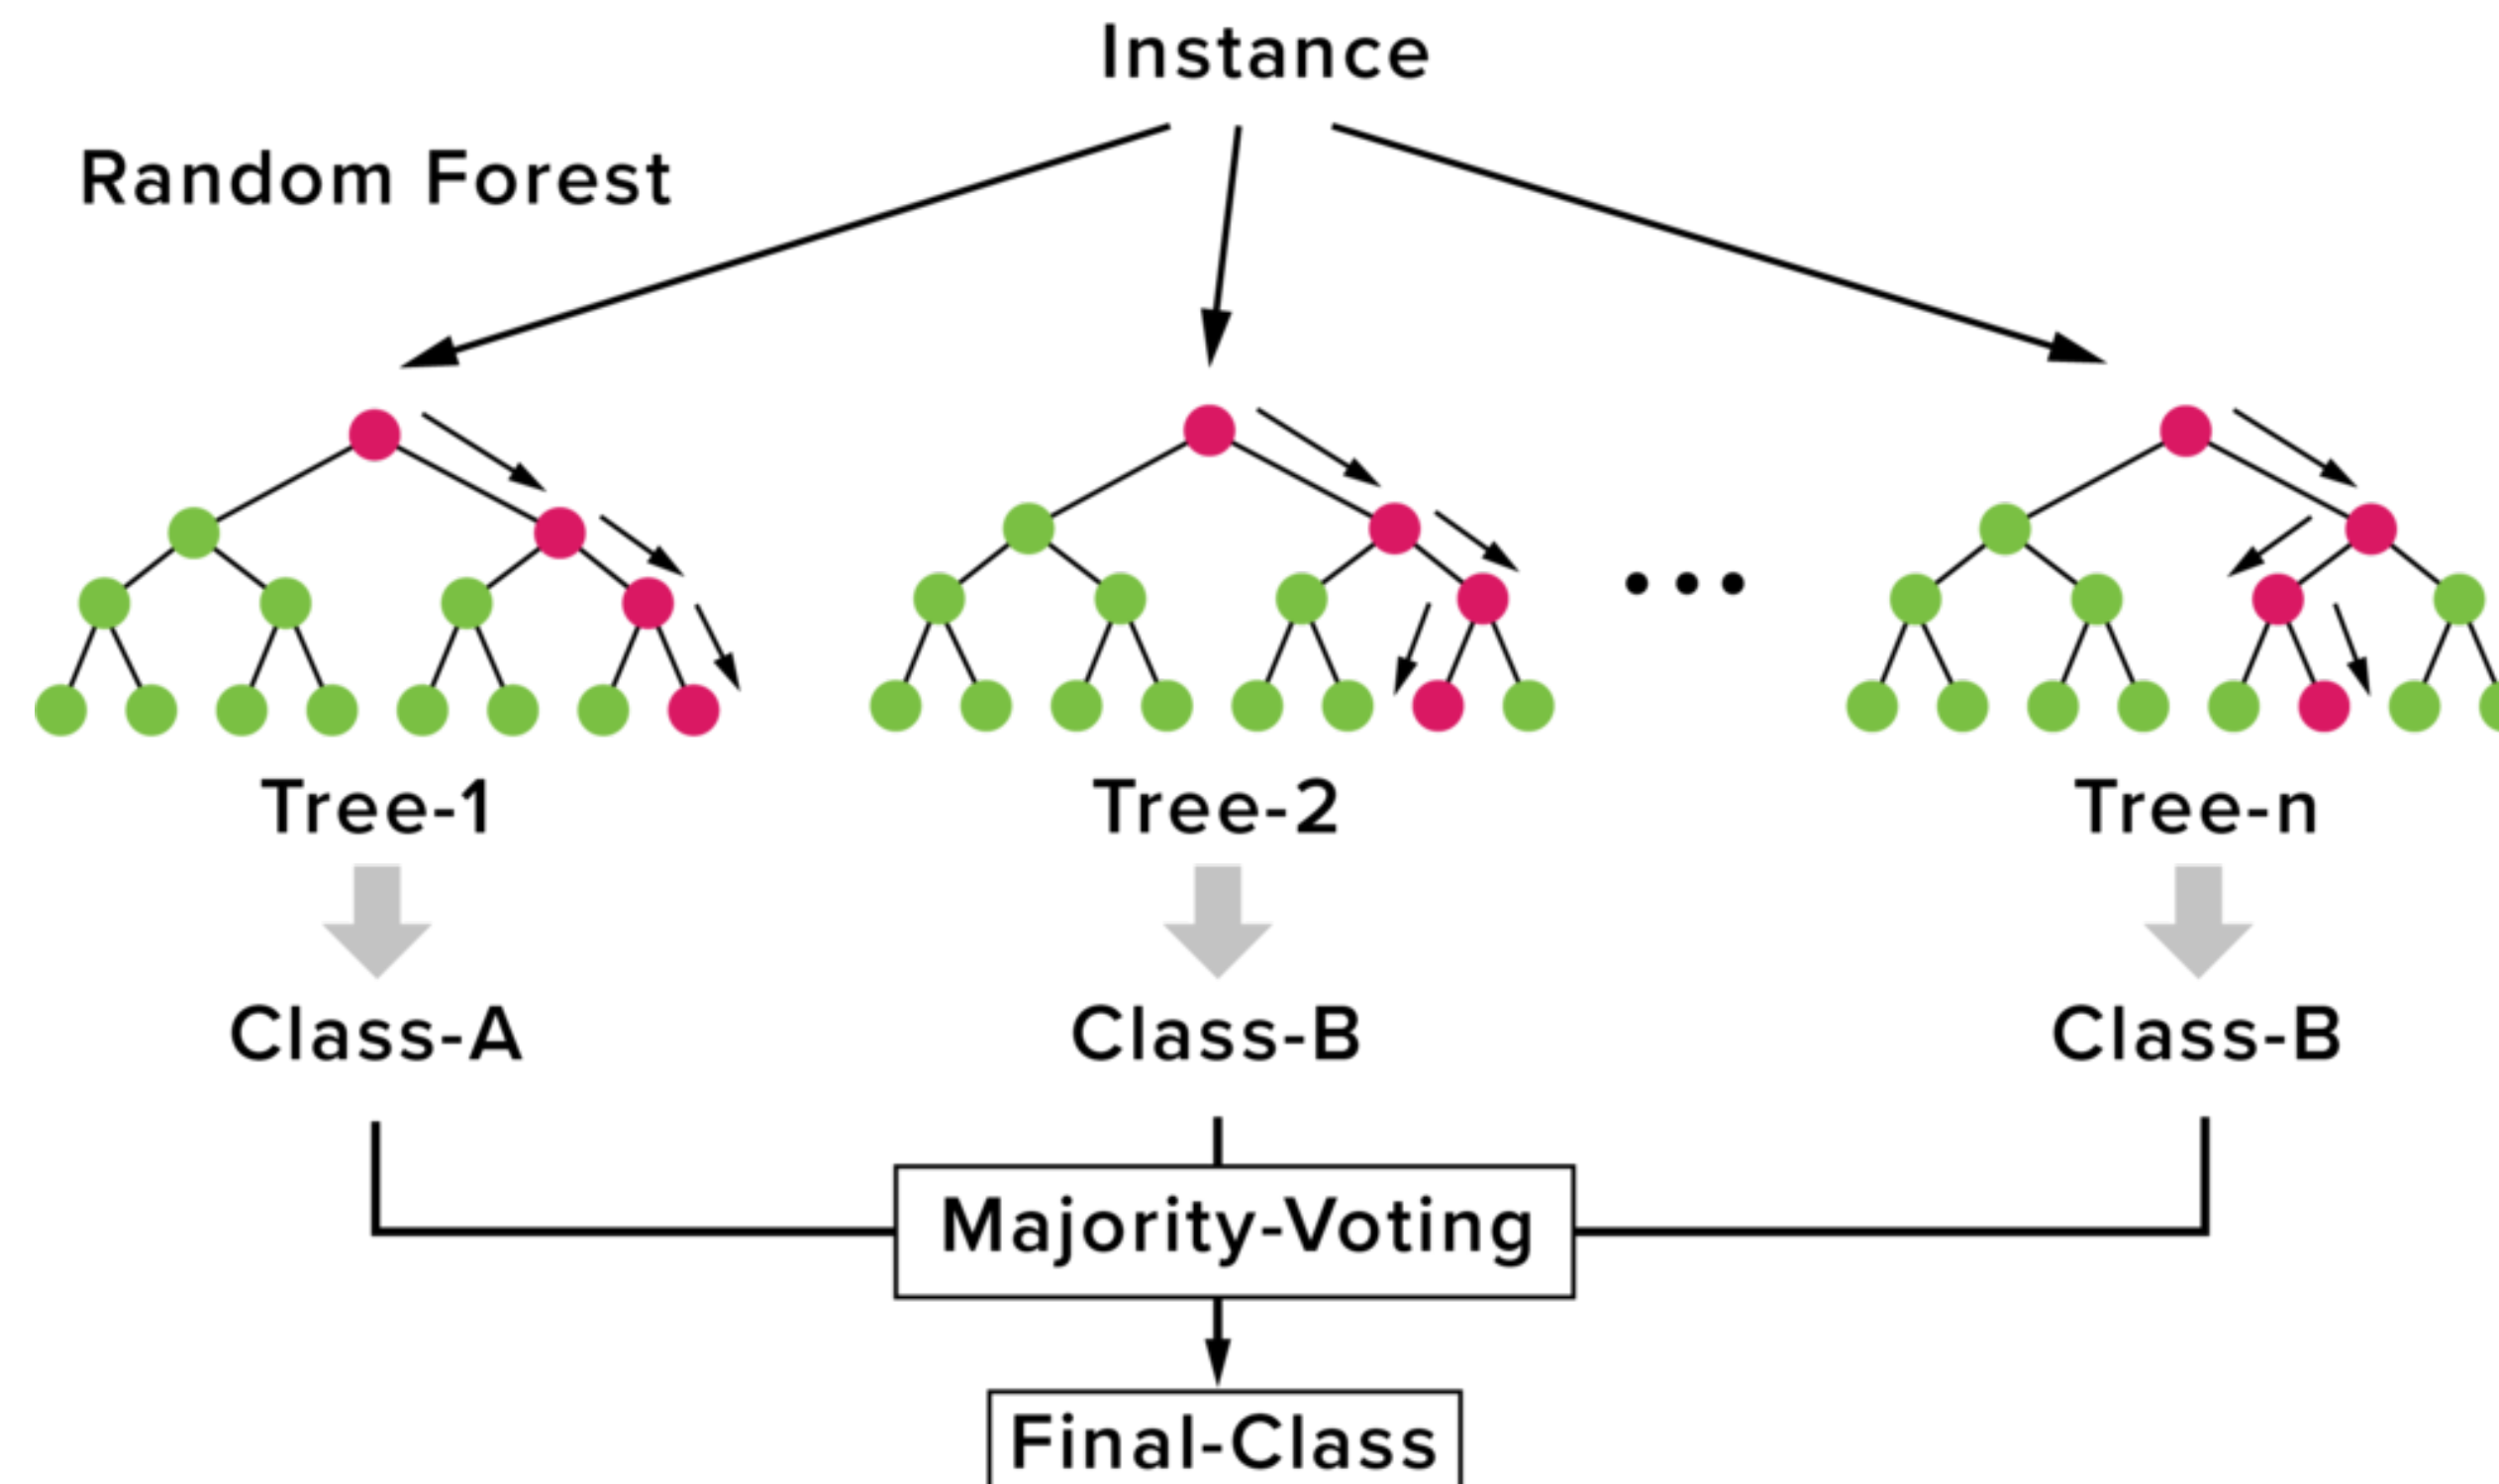 Instance
Random Forest
Tree-1
Tree-2
Tree-n
Class-A
Class-B
Class-B
Majority-Voting
Final-Class